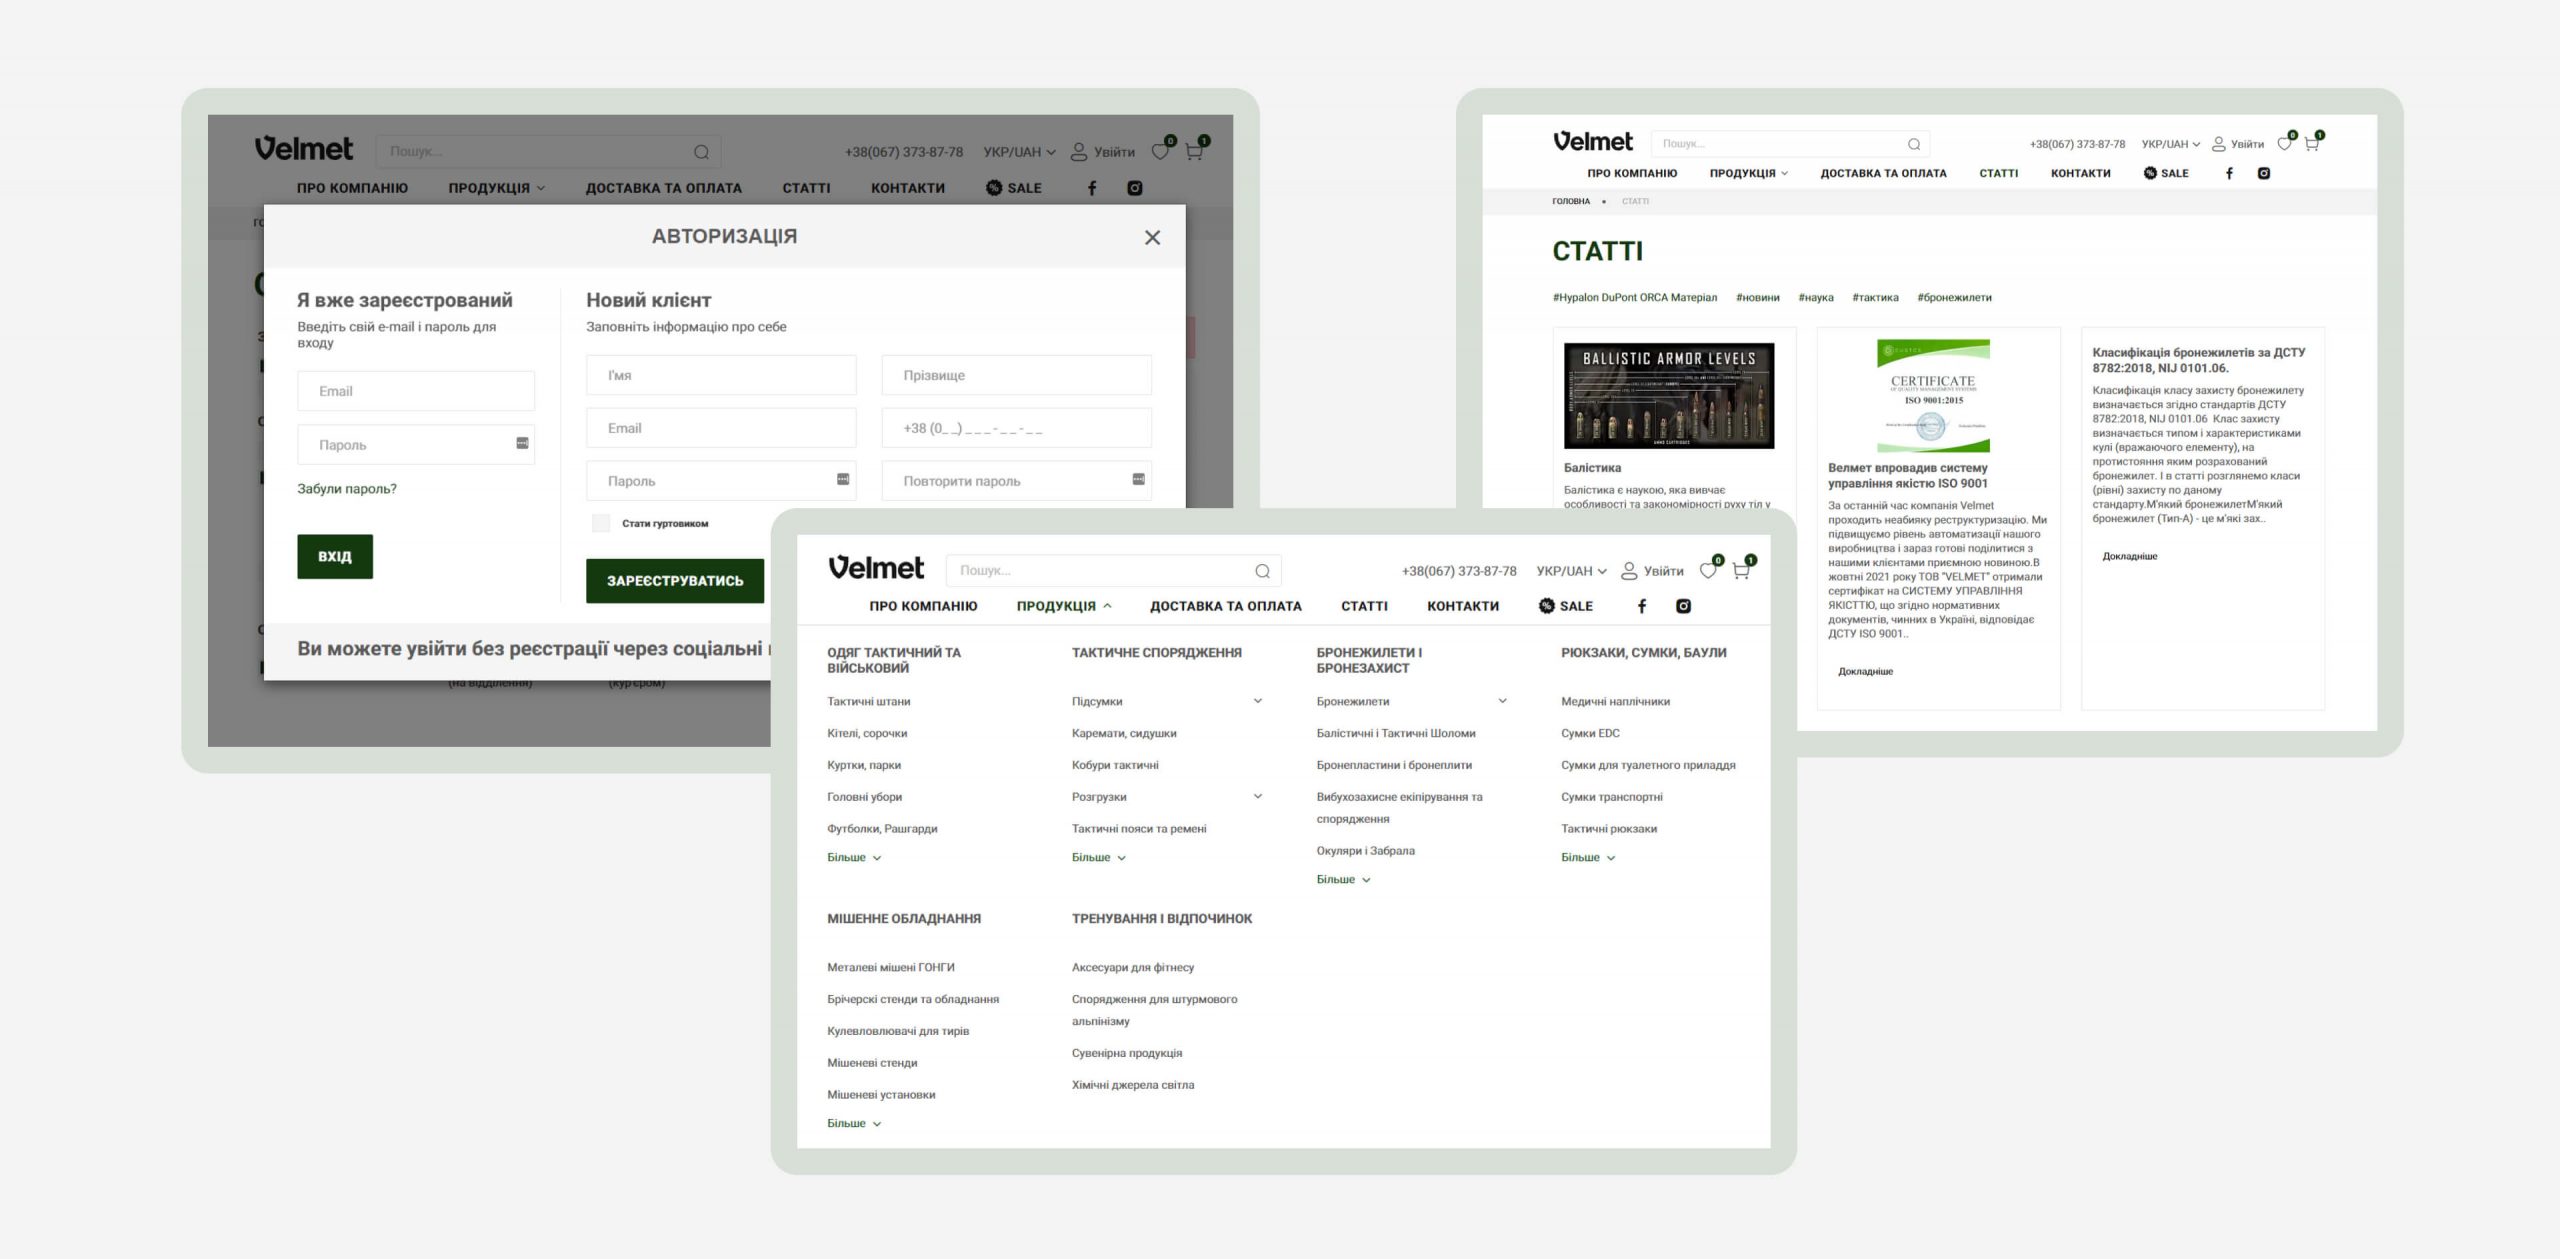 Velmet
Пошук...
+38(067) 373-87-78
УКР/UAH
Увійти
0
1
ПРО КОМПАНІЮ
ПРОДУКЦІЯ
ДОСТАВКА ТА ОПЛАТА
СТАТТІ
КОНТАКТИ
SALE
АВТОРИЗАЦІЯ
Я вже зареєстрований
Введіть свій e-mail і пароль для
входу
Email
Пароль
Забули пароль?
ВХІД
Новий клієнт
Заповніть інформацію про себе
І'мя
Прізвище
Email
+38 (0_ _) _ _ _-_ _-_ _
Пароль
Повторити пароль
Стати гуртовиком
ЗАРЕЄСТРУВАТИСЬ
Ви можете увійти без реєстрації через соціальні
(на відділення)
(кур'єром)
Velmet
Пошук...
+38(067) 373-87-78
УКР/UAH
Увійти
0
1
ПРО КОМПАНІЮ
ПРОДУКЦІЯ
ДОСТАВКА ТА ОПЛАТА
СТАТТІ
КОНТАКТИ
SALE
ГОЛОВНА
СТАТТІ
СТАТТІ
#Hypalon DuPont ORCA Матеріал #новини #наука #тактика #бронежилети
BALLISTIC ARMOR LEVELS
Балістика
Балістика є наукою, яка вивчає
особливості та закономірності руху тіл у
CERTIFICATE
OF QUALITY MANAGEMENT SYSTEMS
ISO 9001:2015
Велмет впровадив систему
управління якістю ISO 9001
За останній час компанія Velmet
проходить неабияку реструктуризацію. Ми
підвищуємо рівень автоматизації нашого
виробництва і зараз готові поділитися з
нашими клієнтами приємною новиною.В
жовтні 2021 року ТОВ "VELMET" отримали
сертифікат на СИСТЕМУ УПРАВЛІННЯ
ЯКІСТТЮ, що згідно нормативних
документів, чинних в Україні, відповідає
ДСТУ ISO 9001..
Докладніше
Класифікація бронежилетів за ДСТУ
8782:2018, NIJ 0101.06.
Класифікація класу захисту бронежилету
визначається згідно стандартів ДСТУ
8782:2018, NIJ 0101.06  Клас захисту
визначається типом і характеристиками
кулі (вражаючого елементу), на
протистояння яким розрахований
бронежилет. І в статті розглянемо класи
(рівні) захисту по даному
стандарту.М'який бронежилетМ'який
бронежилет (Тип-А) - це м'які зах..
Докладніше
Velmet
Пошук...
+38(067) 373-87-78
УКР/UAH
Увійти
0
1
ПРО КОМПАНІЮ
ПРОДУКЦІЯ
ДОСТАВКА ТА ОПЛАТА
СТАТТІ
КОНТАКТИ
SALE
ОДЯГ ТАКТИЧНИЙ ТА
ВІЙСЬКОВИЙ
Тактичні штани
Кітелі, сорочки
Куртки, парки
Головні убори
Футболки, Рашгарди
Більше
ТАКТИЧНЕ СПОРЯДЖЕННЯ
Підсумки
Каремати, сидушки
Кобури тактичні
Розгрузки
Тактичні пояси та ремені
Більше
БРОНЕЖИЛЕТИ І
БРОНЕЗАХИСТ
Бронежилети
Балістичні і Тактичні Шоломи
Бронепластини і бронеплити
Вибухозахисне екіпірування та
спорядження
Окуляри і Забрала
Більше
РЮКЗАКИ, СУМКИ, БАУЛИ
Медичні наплічники
Сумки EDC
Сумки для туалетного приладдя
Сумки транспортні
Тактичні рюкзаки
Більше
МІШЕННЕ ОБЛАДНАННЯ
Металеві мішені ГОНГИ
Брічерскі стенди та обладнання
Кулевловлювачі для тирів
Мішеневі стенди
Мішеневі установки
Більше
ТРЕНУВАННЯ І ВІДПОЧИНОК
Аксесуари для фітнесу
Спорядження для штурмового
альпінізму
Сувенірна продукція
Хімічні джерела світла